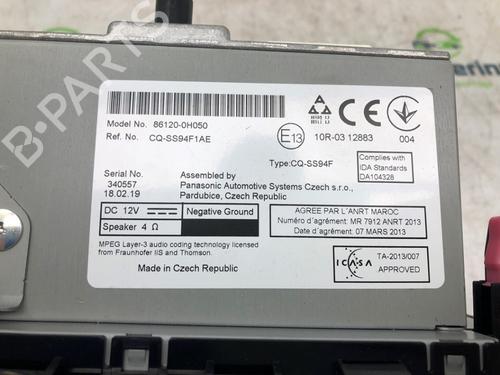 B-PARTS
Model No. 86120-0H050
Ref. No. CQ-SS94F1AE
E13
10R-03 12883
004
Type:CQ-SS94F
Complies with
IDA Standards
DA104328
Serial No.
340557
18.02.19
Assembled by
Panasonic Automotive Systems Czech s.r.o.,
Pardubice, Czech Republic
DC 12V
Negative Ground
Speaker 4 Ω
AGREE PAR L'ANRT MAROC
Numéro d'agrément: MR 7912 ANRT 2013
Date d'agrément: 07 MARS 2013
MPEG Layer-3 audio coding technology licensed
from Fraunhofer IIS and Thomson.
Made in Czech Republic
ICASA
TA-2013/007
APPROVED